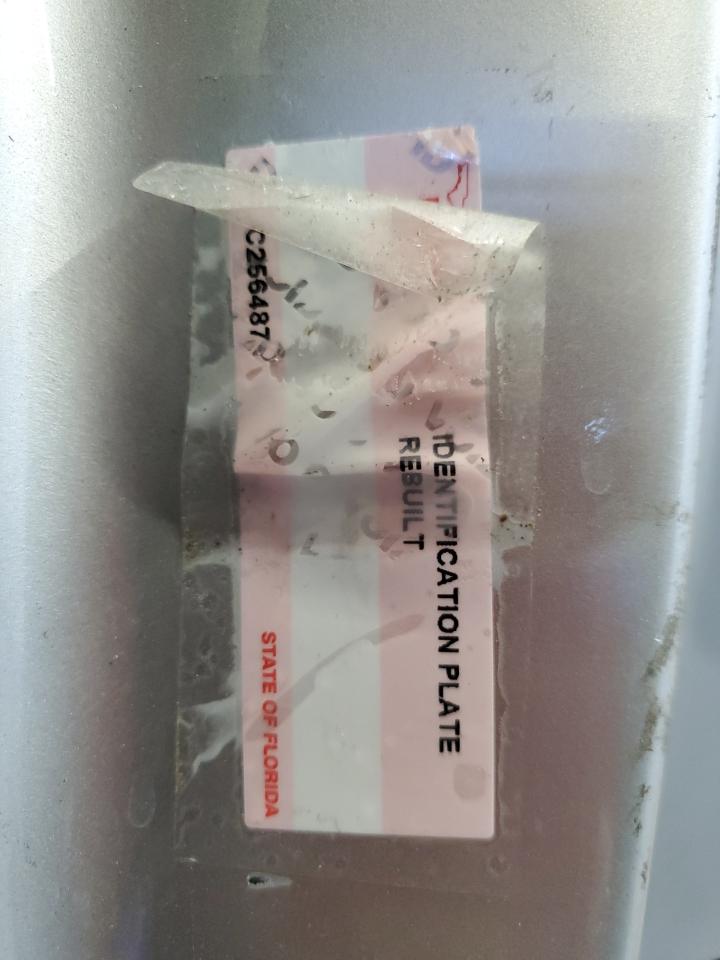 IDENTIFICATION PLATE
REBUILT
C256487
STATE OF FLORIDA